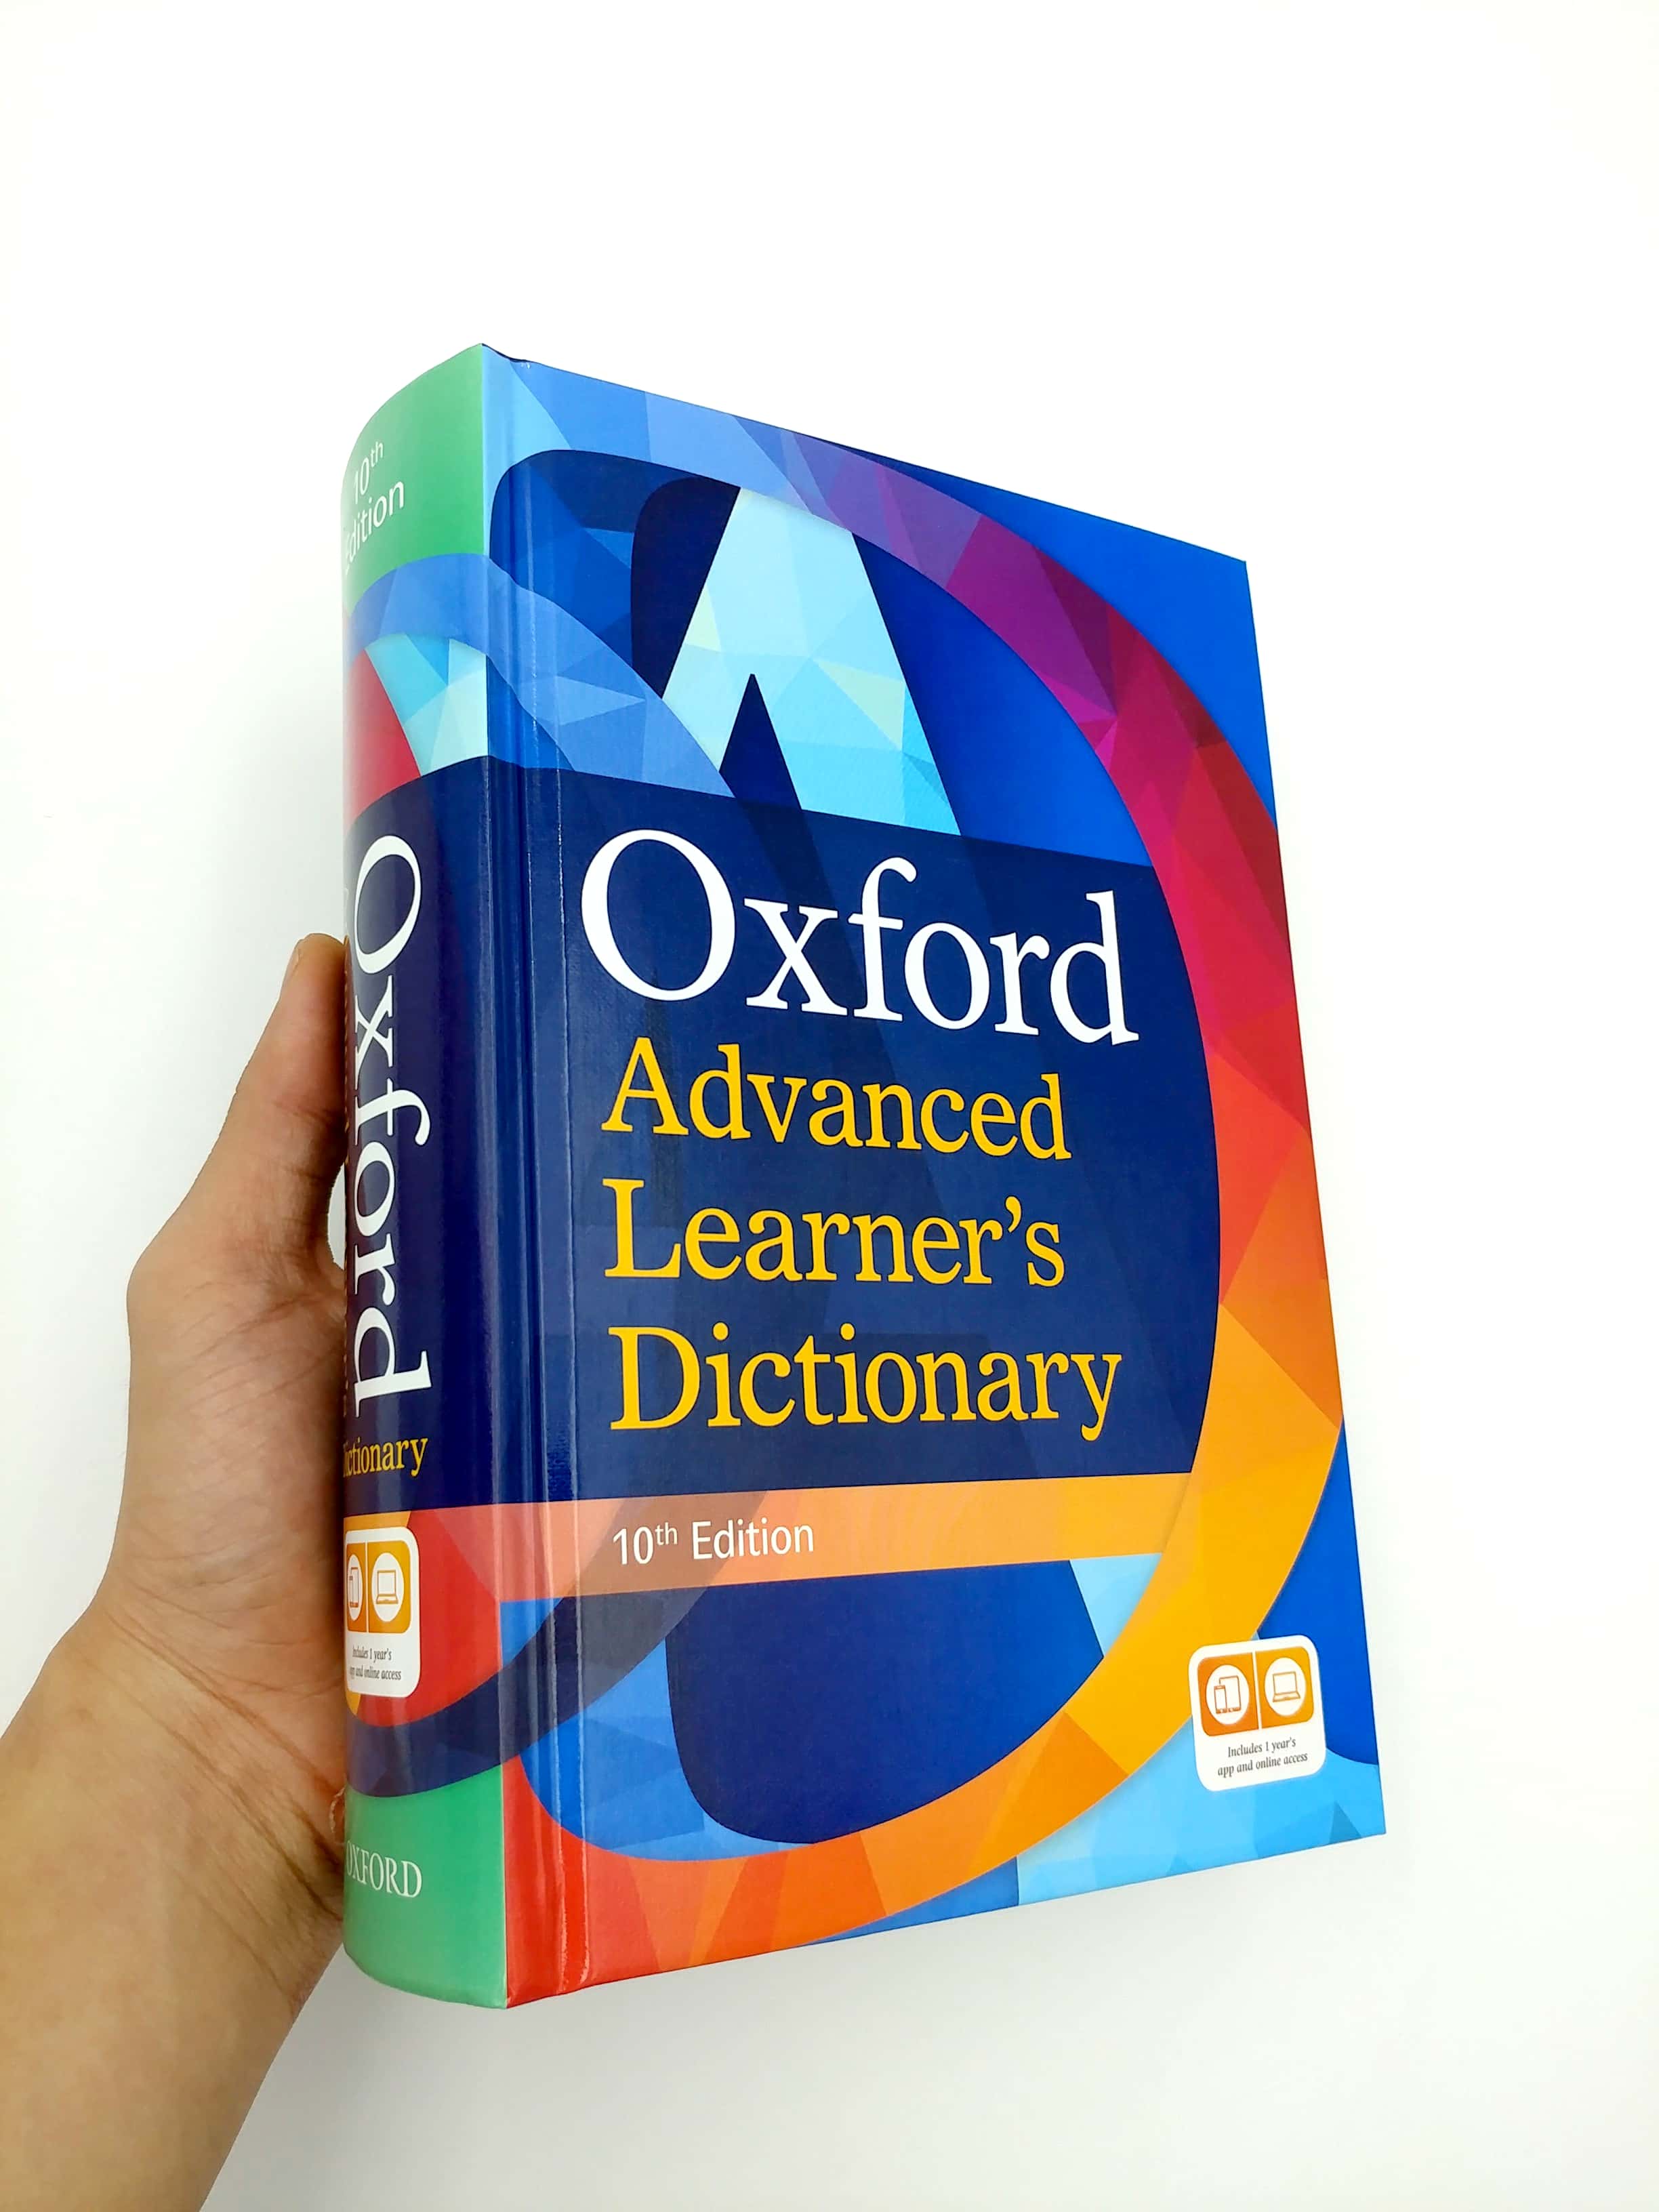 10th
Edition
Oxford
Dictionary
Includes 1 year's
app and online access
OXFORD
Oxford
Advanced
Learner's
Dictionary
10th Edition
Includes 1 year's
app and online access